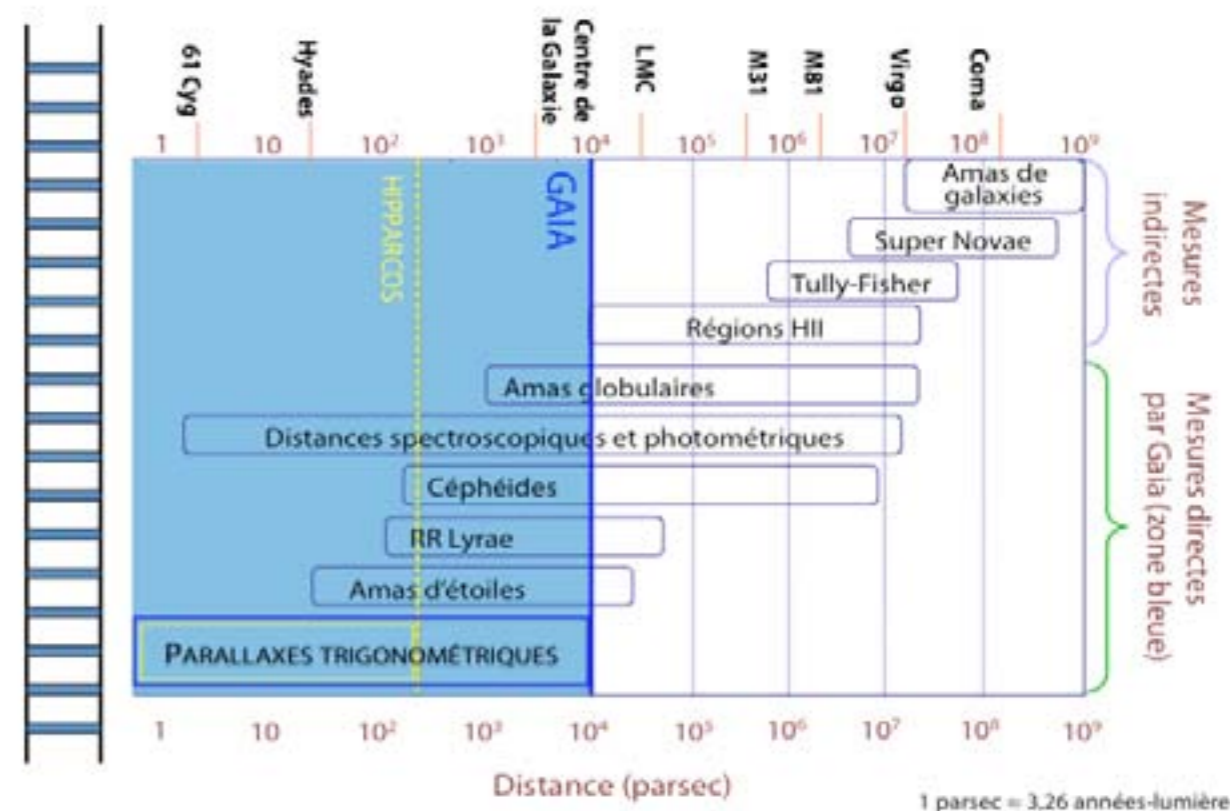 61 Cyg
Hyades
Centre de
la Galaxie
LMC
M31
M81
Virgo
Coma
1 10 10² 10³ 10⁴ 10⁵ 10⁶ 10⁷ 10⁸ 10⁹
HIPPARCOS
GAIA
Amas de
galaxies
Super Novae
Tully-Fisher
Régions HII
Mesures
indirectes
Amas globulaires
Distances spectroscopiques et photométriques
Céphéides
RR Lyrae
Amas d'étoiles
PARALLAXES TRIGONOMÉTRIQUES
Mesures directes
par Gaia (zone bleue)
1 10 10² 10³ 10⁴ 10⁵ 10⁶ 10⁷ 10⁸ 10⁹
Distance (parsec)
1 parsec = 3,26 années-lumière